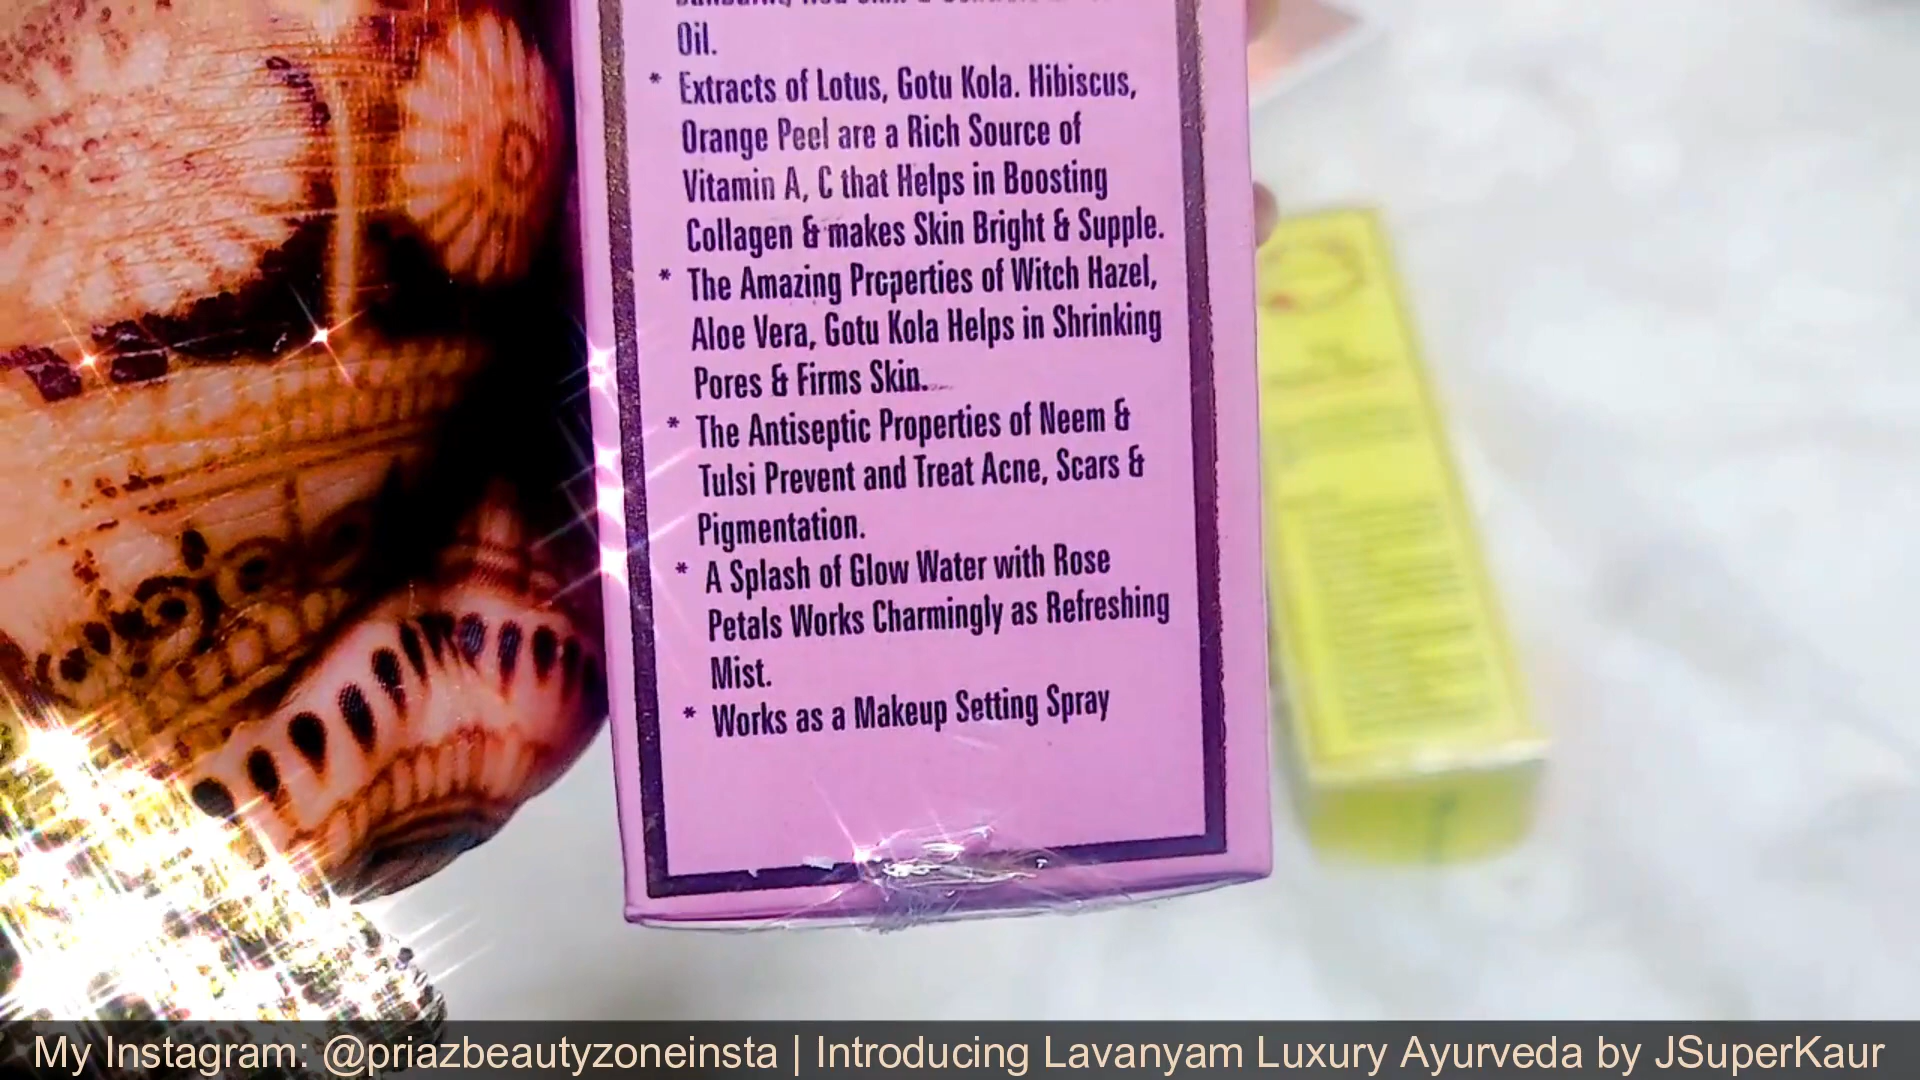 Oil.
* Extracts of Lotus, Gotu Kola. Hibiscus,
Orange Peel are a Rich Source of
Vitamin A, C that Helps in Boosting
Collagen & makes Skin Bright & Supple.
* The Amazing Properties of Witch Hazel,
Aloe Vera, Gotu Kola Helps in Shrinking
Pores & Firms Skin.
* The Antiseptic Properties of Neem &
Tulsi Prevent and Treat Acne, Scars &
Pigmentation.
* A Splash of Glow Water with Rose
Petals Works Charmingly as Refreshing
Mist.
* Works as a Makeup Setting Spray
My Instagram: @priazbeautyzoneinsta | Introducing Lavanyam Luxury Ayurveda by JSuperKaur